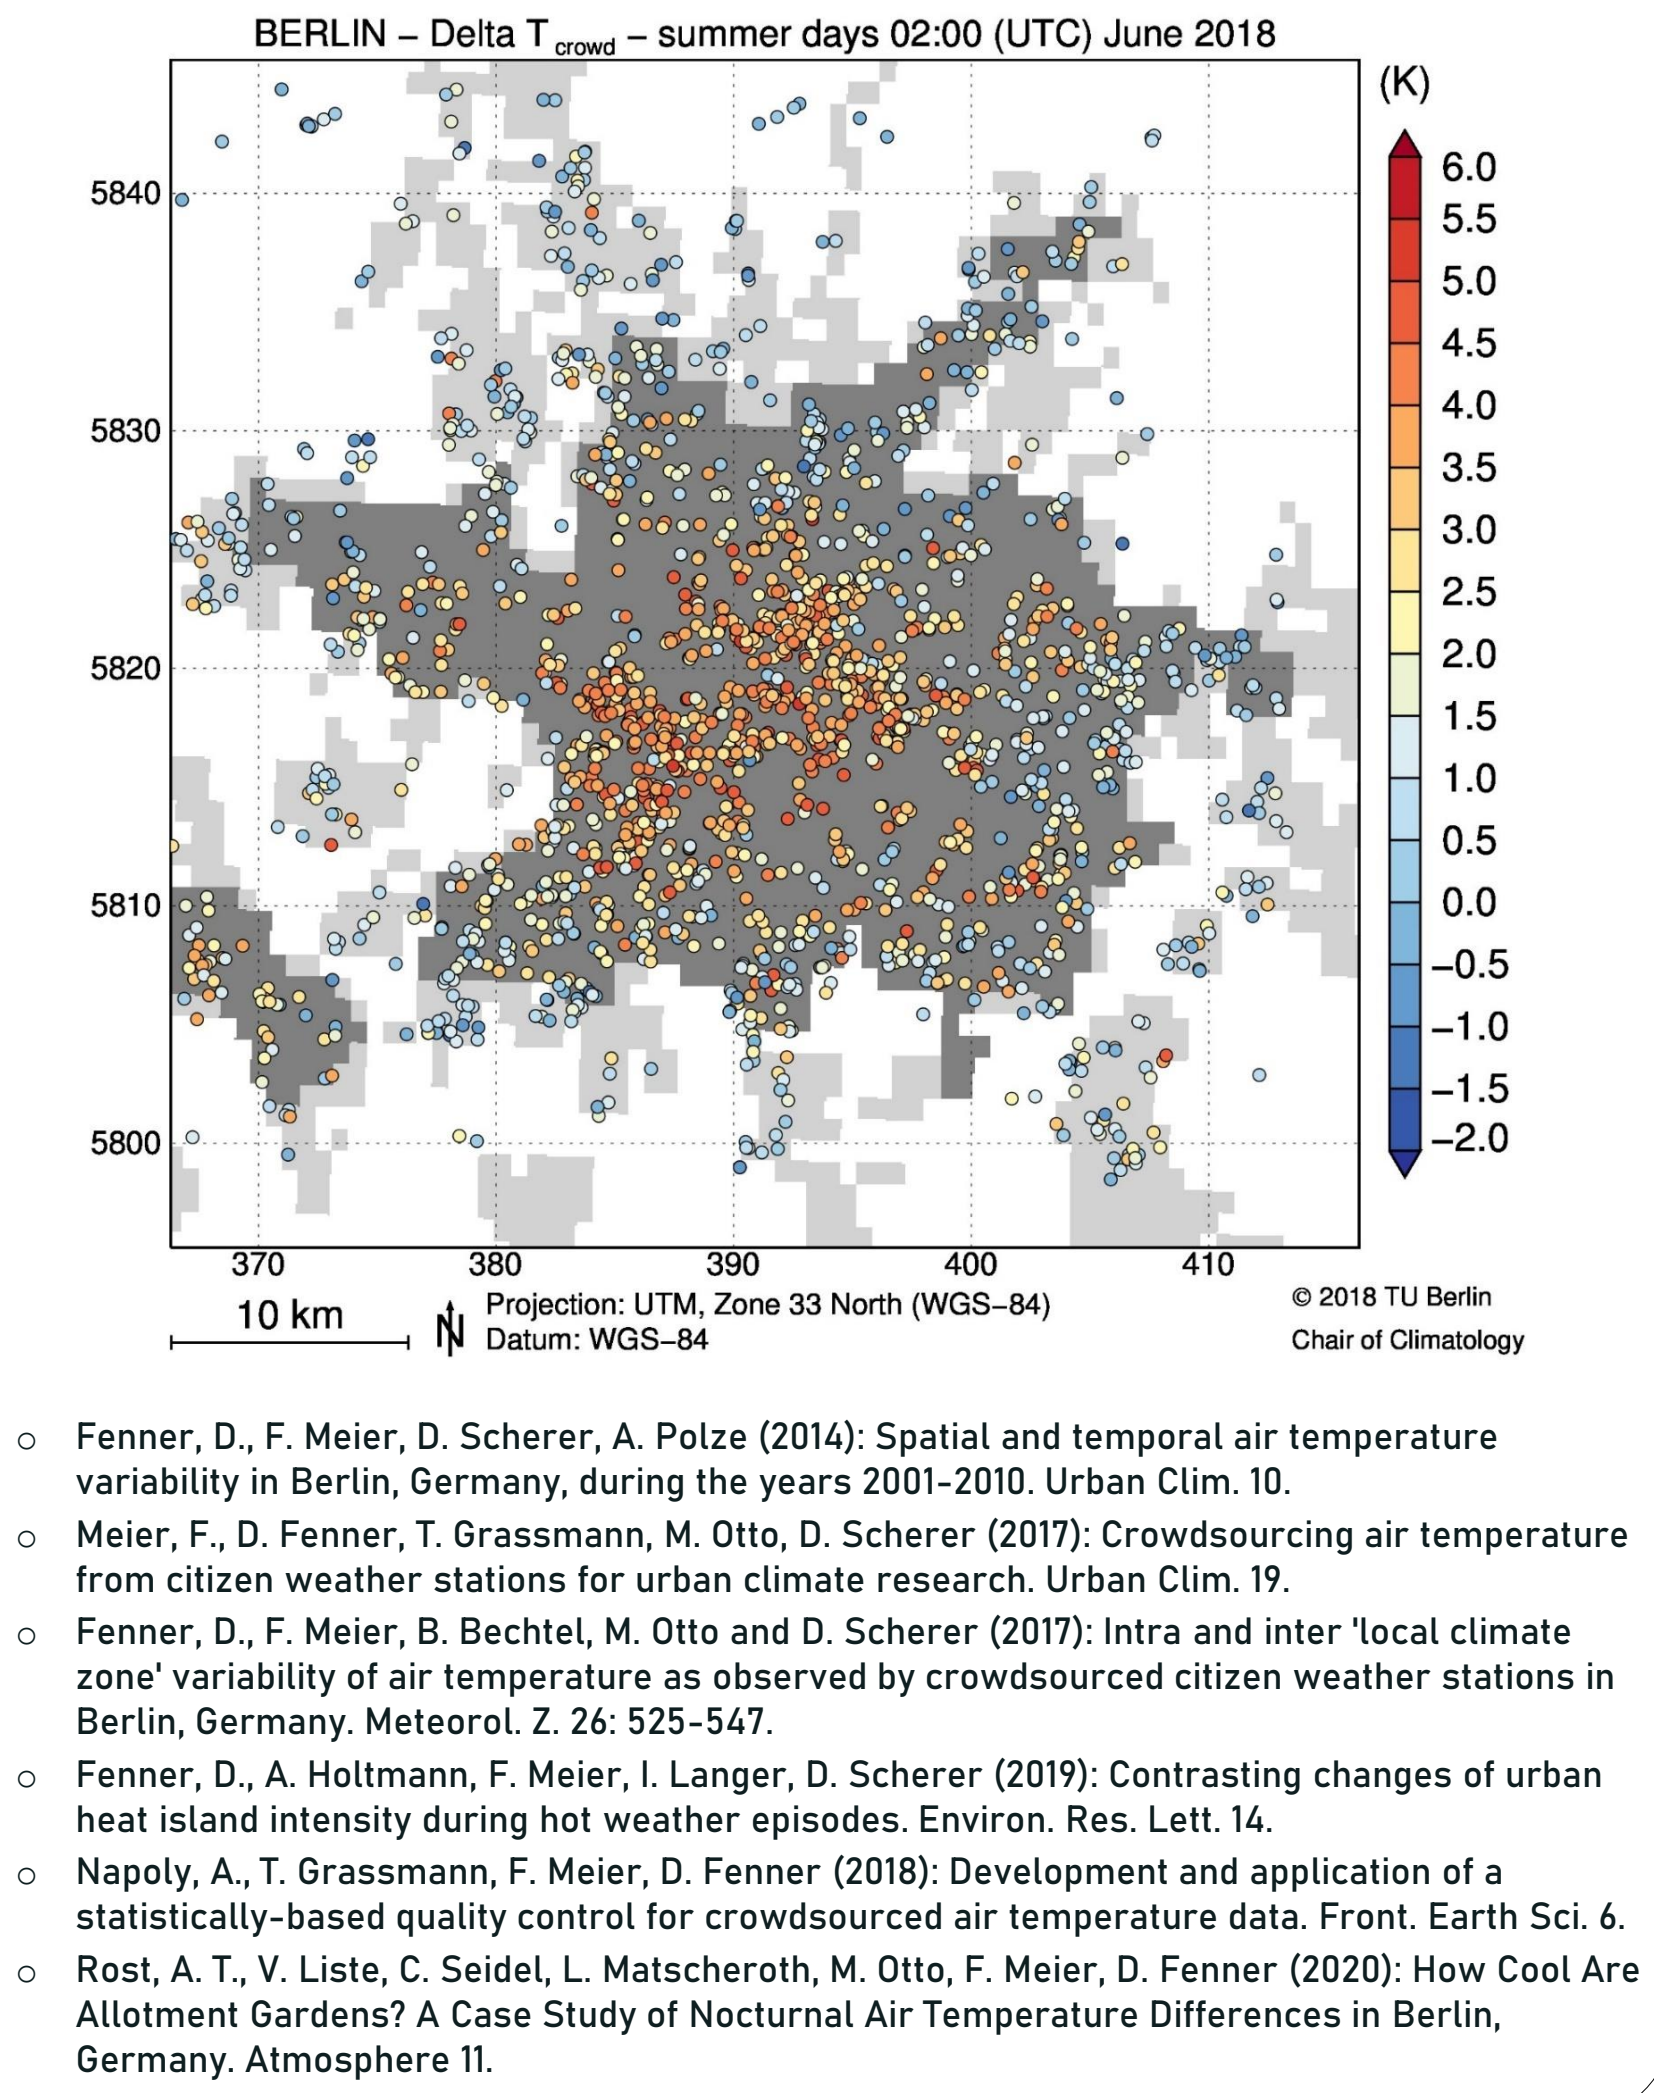 BERLIN – Delta T crowd – summer days 02:00 (UTC) June 2018
(K)
6.0
5.5
5.0
4.5
4.0
3.5
3.0
2.5
2.0
1.5
1.0
0.5
0.0
−0.5
−1.0
−1.5
−2.0
5840
5830
5820
5810
5800
370 380 390 400 410
10 km
N
Projection: UTM, Zone 33 North (WGS−84)
Datum: WGS−84
© 2018 TU Berlin
Chair of Climatology
○ Fenner, D., F. Meier, D. Scherer, A. Polze (2014): Spatial and temporal air temperature
variability in Berlin, Germany, during the years 2001-2010. Urban Clim. 10.
○ Meier, F., D. Fenner, T. Grassmann, M. Otto, D. Scherer (2017): Crowdsourcing air temperature
from citizen weather stations for urban climate research. Urban Clim. 19.
○ Fenner, D., F. Meier, B. Bechtel, M. Otto and D. Scherer (2017): Intra and inter 'local climate
zone' variability of air temperature as observed by crowdsourced citizen weather stations in
Berlin, Germany. Meteorol. Z. 26: 525-547.
○ Fenner, D., A. Holtmann, F. Meier, I. Langer, D. Scherer (2019): Contrasting changes of urban
heat island intensity during hot weather episodes. Environ. Res. Lett. 14.
○ Napoly, A., T. Grassmann, F. Meier, D. Fenner (2018): Development and application of a
statistically-based quality control for crowdsourced air temperature data. Front. Earth Sci. 6.
○ Rost, A. T., V. Liste, C. Seidel, L. Matscheroth, M. Otto, F. Meier, D. Fenner (2020): How Cool Are
Allotment Gardens? A Case Study of Nocturnal Air Temperature Differences in Berlin,
Germany. Atmosphere 11.